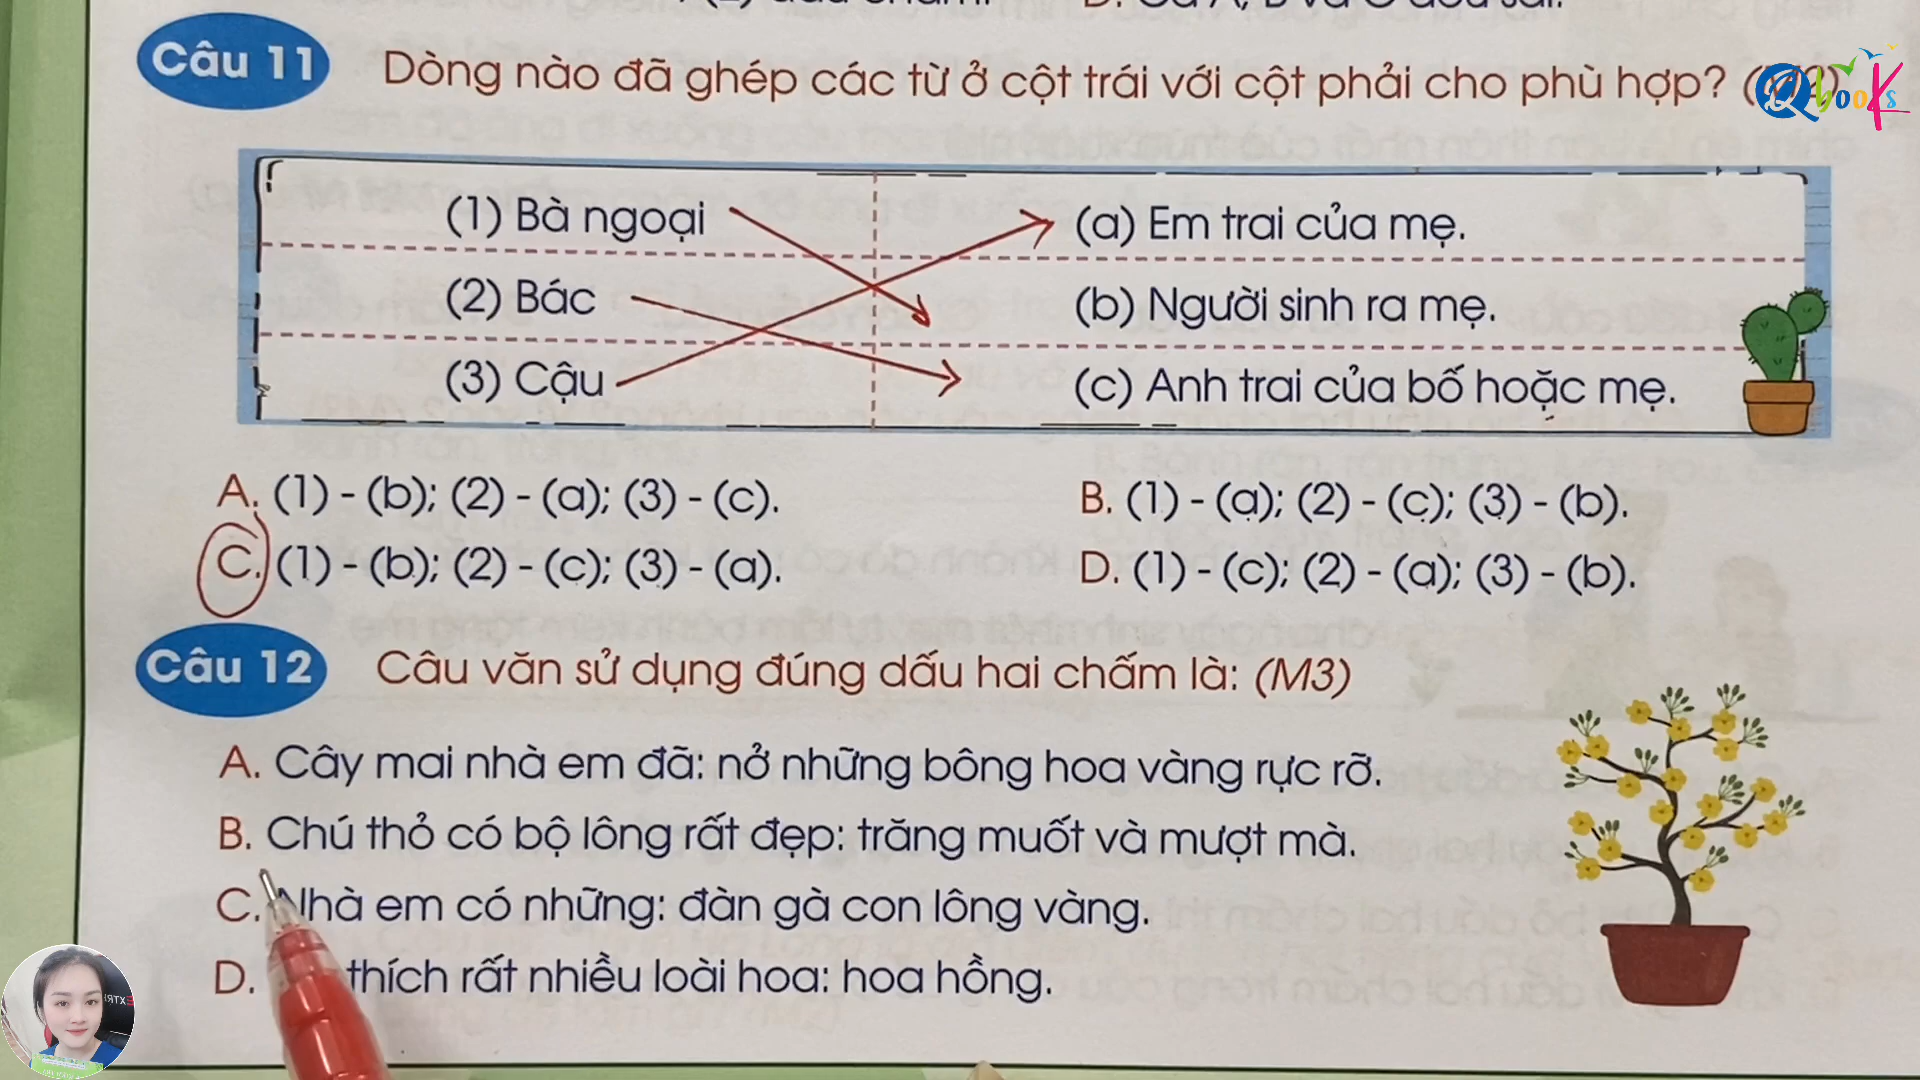 Câu 11 Dòng nào đã ghép các từ ở cột trái với cột phải cho phù hợp?
Qbooks
(1) Bà ngoại (a) Em trai của mẹ.
(2) Bác (b) Người sinh ra mẹ.
(3) Cậu (c) Anh trai của bố hoặc mẹ.
A. (1) - (b); (2) - (a); (3) - (c). B. (1) - (a); (2) - (c); (3) - (b).
C. (1) - (b); (2) - (c); (3) - (a). D. (1) - (c); (2) - (a); (3) - (b).
Câu 12 Câu văn sử dụng đúng dấu hai chấm là: (M3)
A. Cây mai nhà em đã: nở những bông hoa vàng rực rỡ.
B. Chú thỏ có bộ lông rất đẹp: trăng muốt và mượt mà.
C. Nhà em có những: đàn gà con lông vàng.
D. thích rất nhiều loài hoa: hoa hồng.